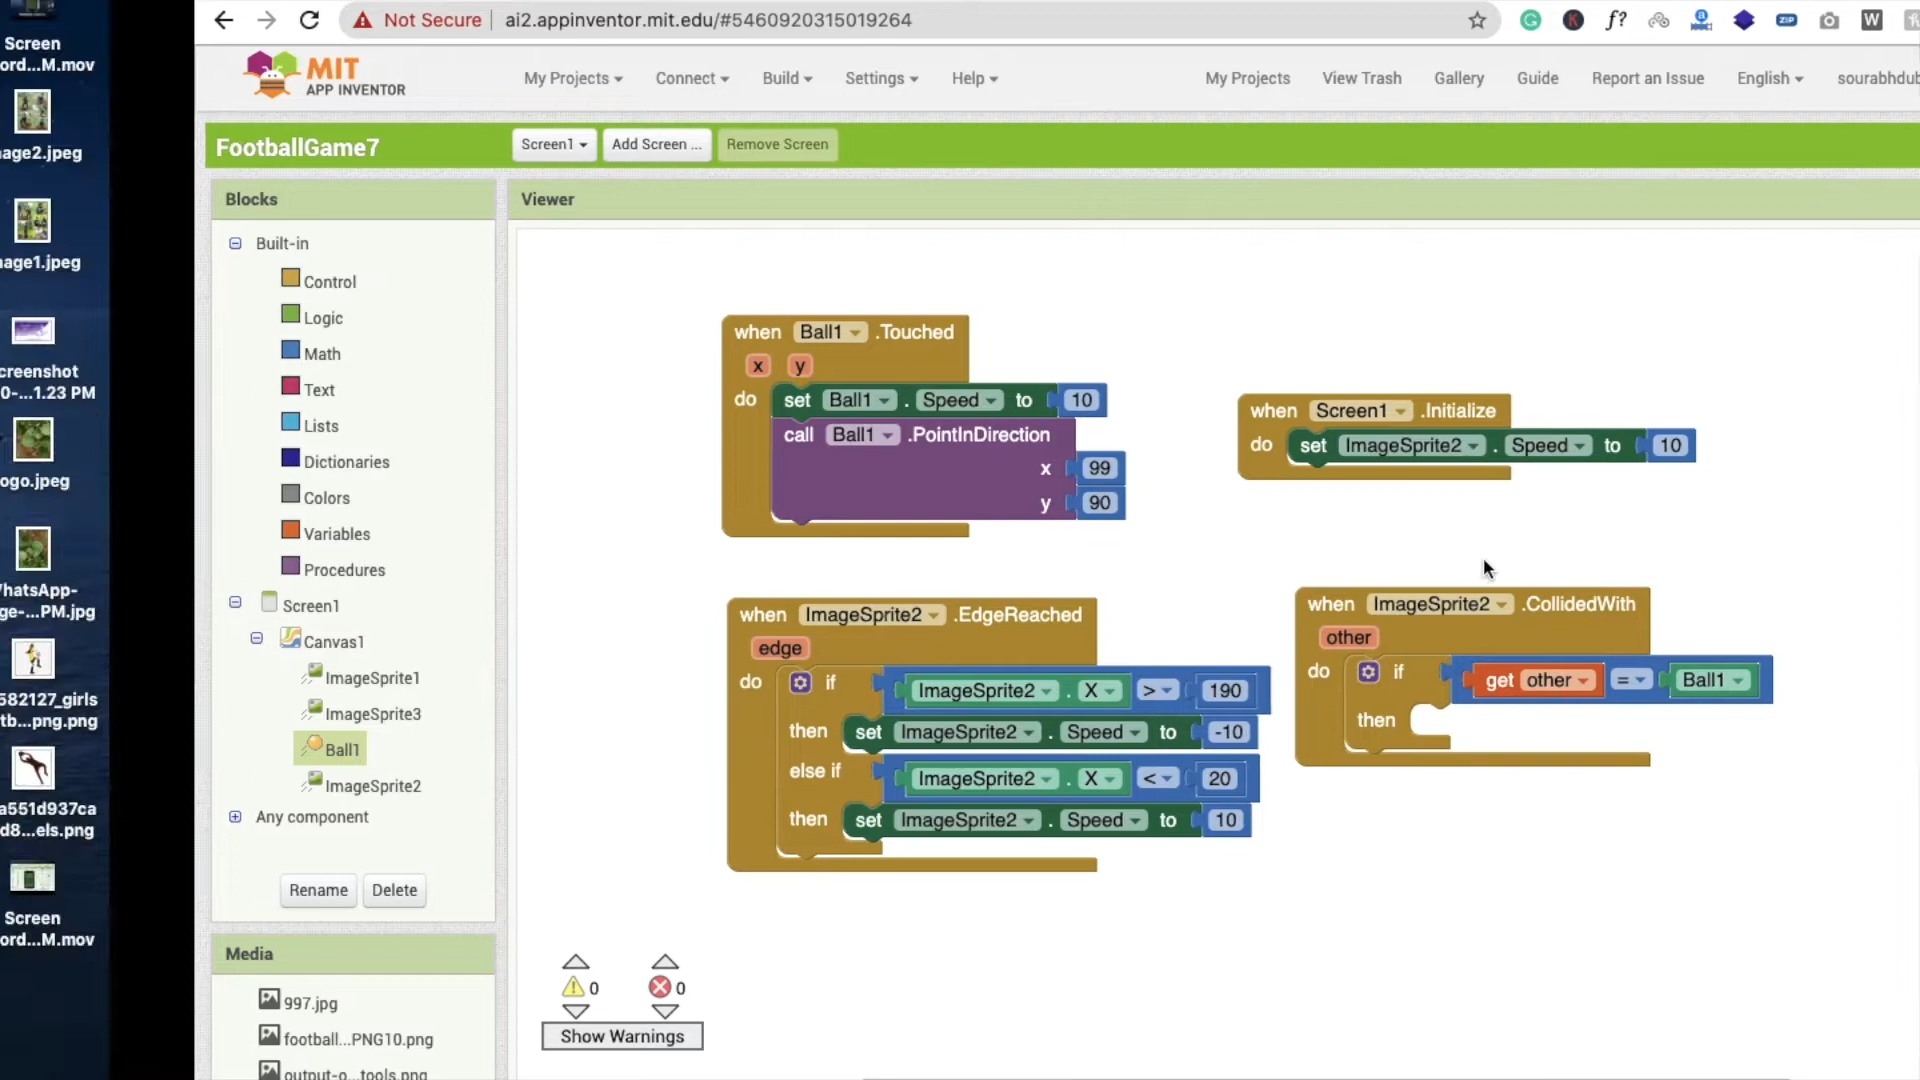 Not Secure
ai2.appinventor.mit.edu/#5460920315019264
f?
ZIP
W
MIT
APP INVENTOR
My Projects
Connect
Build
Settings
Help
My Projects
View Trash
Gallery
Guide
Report an Issue
English
sourabhdub
FootballGame7
Screen1
Add Screen ...
Remove Screen
Blocks
Built-in
Control
Logic
Math
Text
Lists
Dictionaries
Colors
Variables
Procedures
Screen1
Canvas1
ImageSprite1
ImageSprite3
Ball1
ImageSprite2
Any component
Rename
Delete
Media
997.jpg
football...PNG10.png
output-o...tools.png
Viewer
when Ball1 .Touched
x y
do set Ball1 . Speed to 10
call Ball1 .PointInDirection
x 99
y 90
when Screen1 .Initialize
do set ImageSprite2 . Speed to 10
when ImageSprite2 .EdgeReached
edge
do if ImageSprite2 . X > 190
then set ImageSprite2 . Speed to -10
else if ImageSprite2 . X < 20
then set ImageSprite2 . Speed to 10
when ImageSprite2 .CollidedWith
other
do if get other = Ball1
then
0
0
Show Warnings
Screen
ord...M.mov
age2.jpeg
age1.jpeg
creenshot
0-...1.23 PM
ogo.jpeg
hatsApp-
ge-...PM.jpg
582127_girls
tb...png.png
a551d937ca
d8...els.png
Screen
ord...M.mov